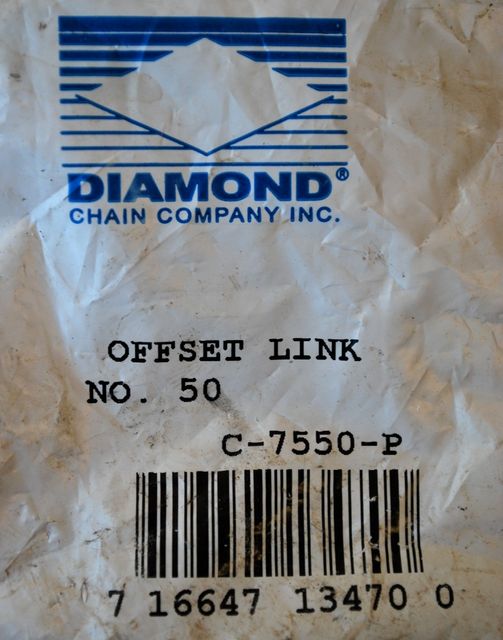 DIAMOND®
CHAIN COMPANY INC.
OFFSET LINK
NO. 50
C-7550-P
7 16647 13470 0